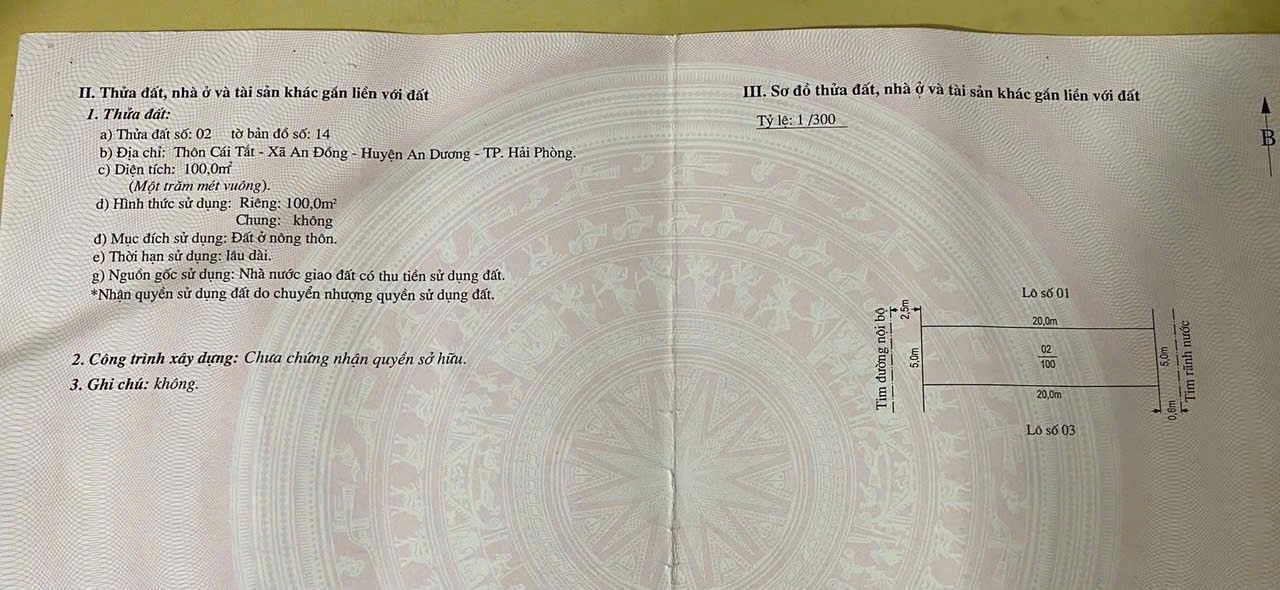 II. Thửa đất, nhà ở và tài sản khác gắn liền với đất
1. Thửa đất:
a) Thửa đất số: 02 tờ bản đồ số: 14
b) Địa chỉ: Thôn Cái Tắt - Xã An Đồng - Huyện An Dương - TP. Hải Phòng.
c) Diện tích: 100,0m²
(Một trăm mét vuông).
d) Hình thức sử dụng: Riêng: 100,0m²
Chung: không
đ) Mục đích sử dụng: Đất ở nông thôn.
e) Thời hạn sử dụng: lâu dài.
g) Nguồn gốc sử dụng: Nhà nước giao đất có thu tiền sử dụng đất.
*Nhận quyền sử dụng đất do chuyển nhượng quyền sử dụng đất.
2. Công trình xây dựng: Chưa chứng nhận quyền sở hữu.
3. Ghi chú: không.
III. Sơ đồ thửa đất, nhà ở và tài sản khác gắn liền với đất
Tỷ lệ: 1 /300
B
Lô số 01
20,0m
Tim đường nội bộ
2,5m
5,0m
02
100
5,0m
Tim rãnh nước
0,6m
20,0m
Lô số 03